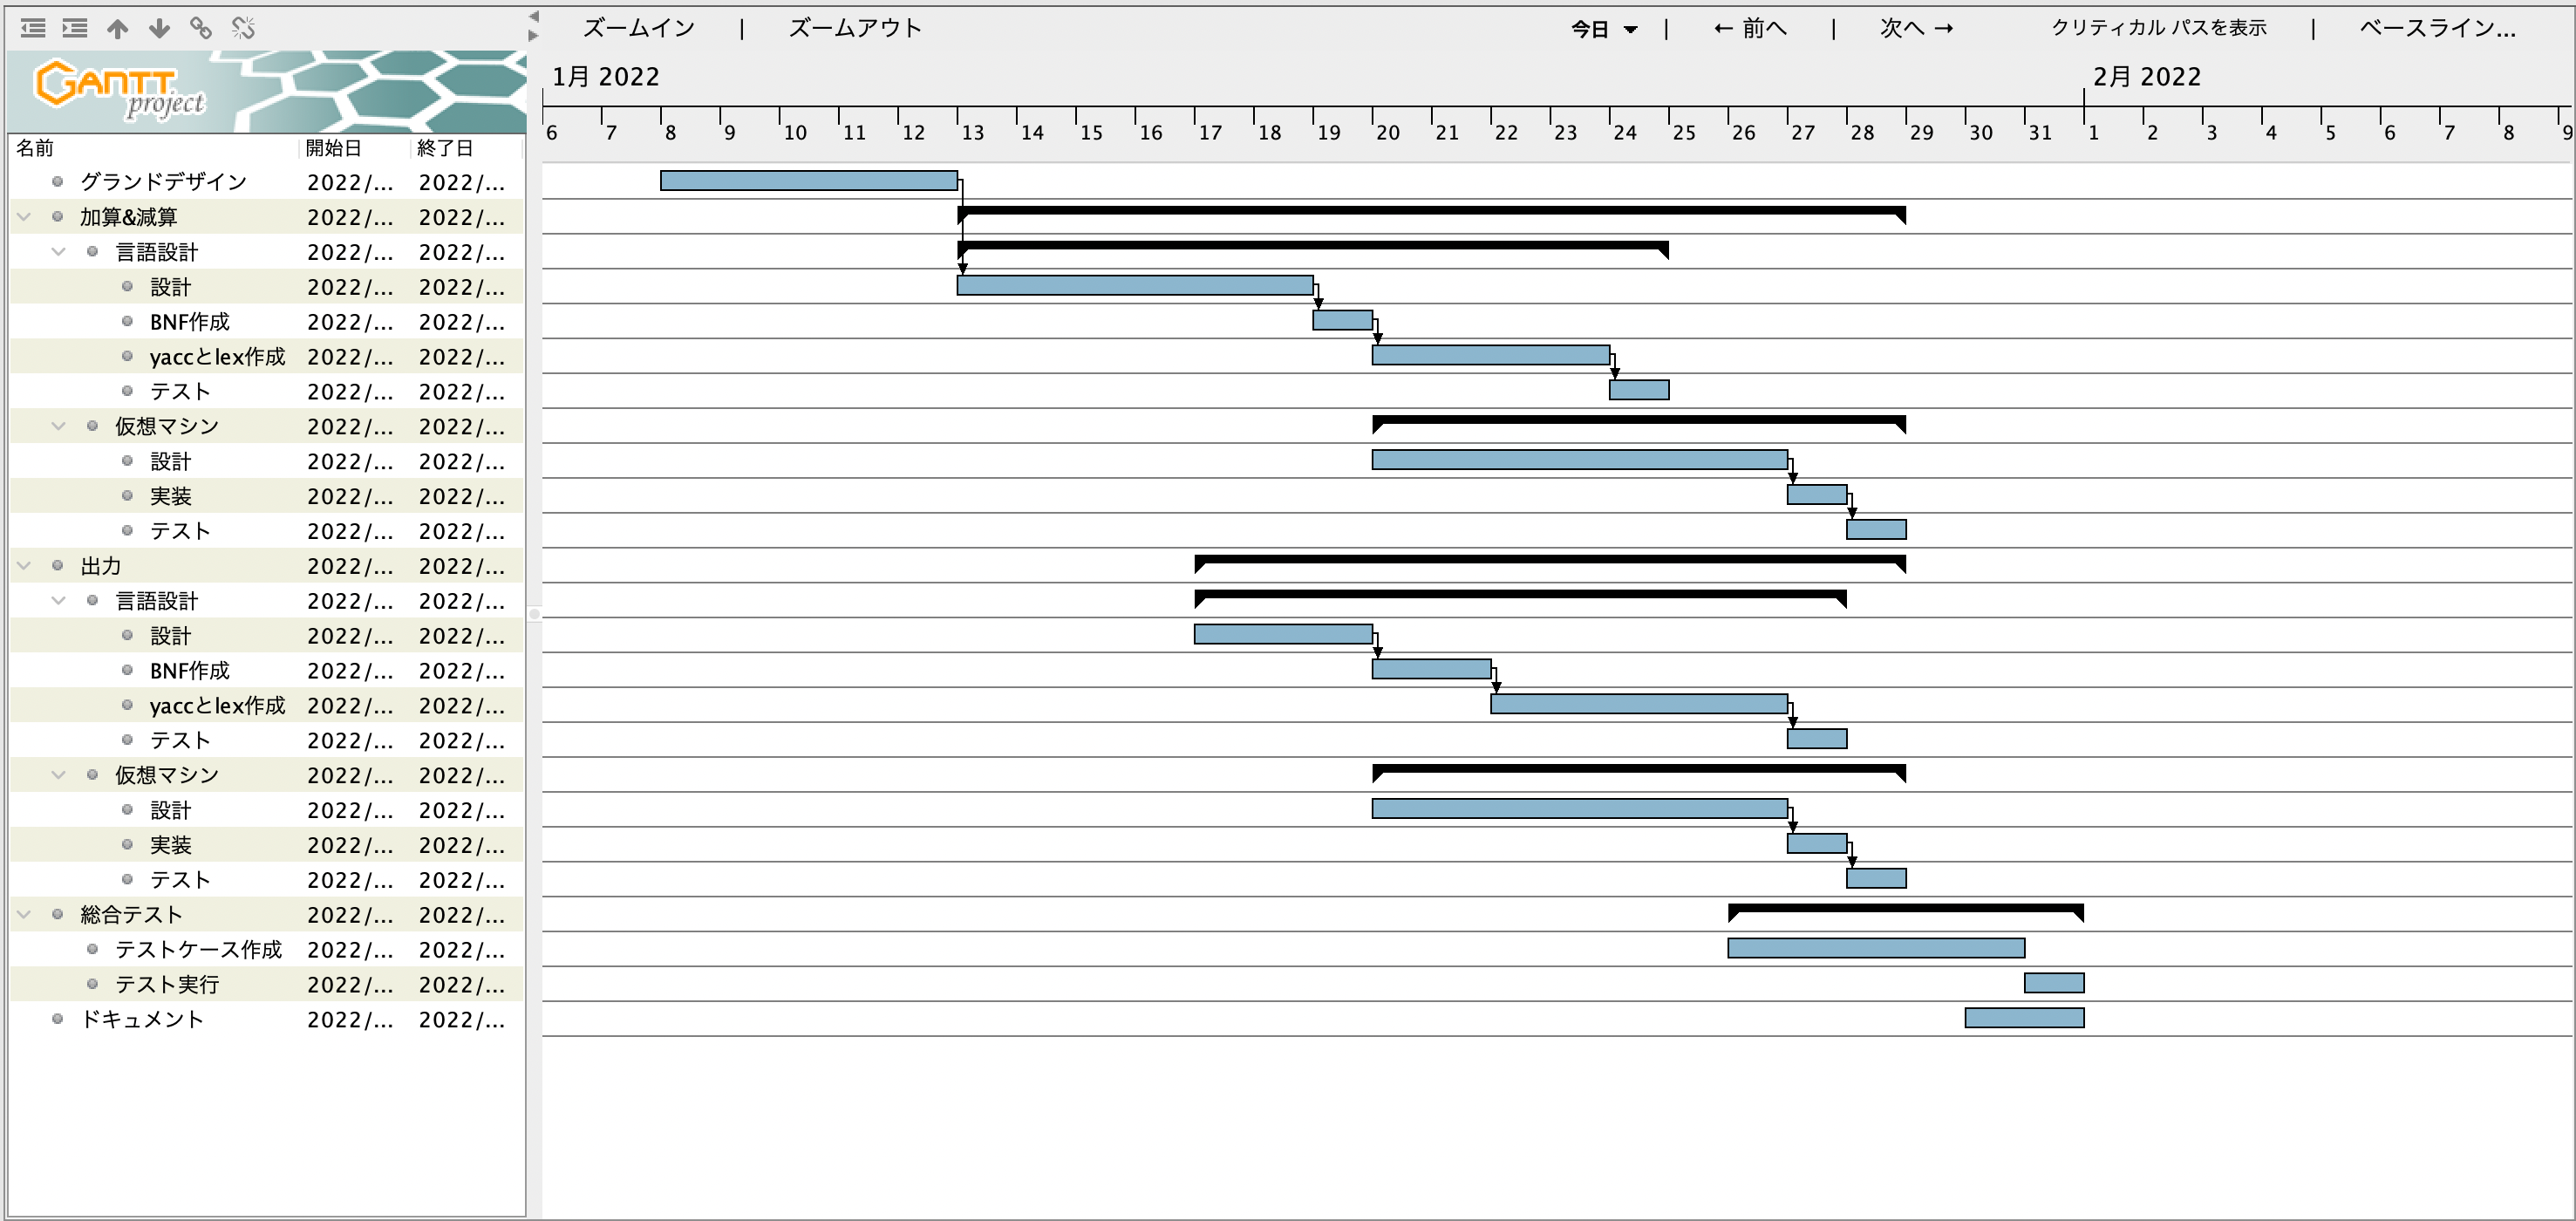 ズームイン | ズームアウト 今日 | ← 前へ | 次へ → クリティカル パスを表示 | ベースライン...
GANTT project
1月 2022 2月 2022
6 7 8 9 10 11 12 13 14 15 16 17 18 19 20 21 22 23 24 25 26 27 28 29 30 31 1 2 3 4 5 6 7 8 9
名前 開始日 終了日
グランドデザイン 2022/... 2022/...
加算&減算 2022/... 2022/...
言語設計 2022/... 2022/...
設計 2022/... 2022/...
BNF作成 2022/... 2022/...
yaccとlex作成 2022/... 2022/...
テスト 2022/... 2022/...
仮想マシン 2022/... 2022/...
設計 2022/... 2022/...
実装 2022/... 2022/...
テスト 2022/... 2022/...
出力 2022/... 2022/...
言語設計 2022/... 2022/...
設計 2022/... 2022/...
BNF作成 2022/... 2022/...
yaccとlex作成 2022/... 2022/...
テスト 2022/... 2022/...
仮想マシン 2022/... 2022/...
設計 2022/... 2022/...
実装 2022/... 2022/...
テスト 2022/... 2022/...
総合テスト 2022/... 2022/...
テストケース作成 2022/... 2022/...
テスト実行 2022/... 2022/...
ドキュメント 2022/... 2022/...